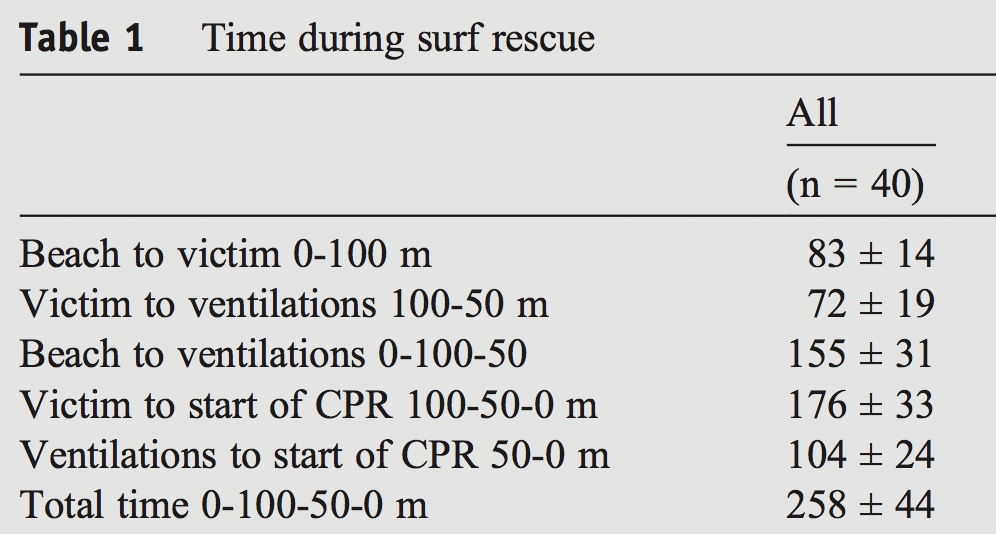 Table 1 Time during surf rescue
All
(n = 40)
Beach to victim 0-100 m 83 ± 14
Victim to ventilations 100-50 m 72 ± 19
Beach to ventilations 0-100-50 155 ± 31
Victim to start of CPR 100-50-0 m 176 ± 33
Ventilations to start of CPR 50-0 m 104 ± 24
Total time 0-100-50-0 m 258 ± 44